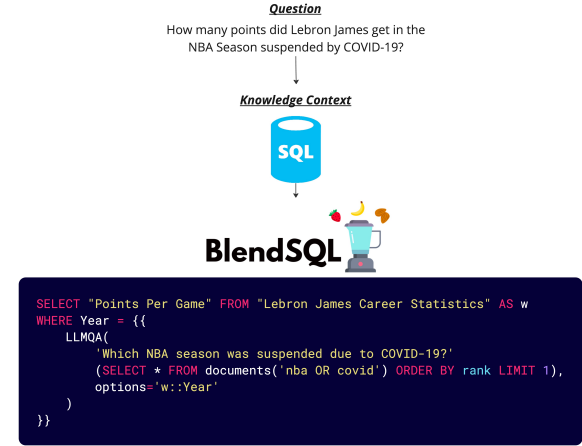 Question
How many points did Lebron James get in the
NBA Season suspended by COVID-19?
Knowledge Context
SQL
BlendSQL
SELECT "Points Per Game" FROM "Lebron James Career Statistics" AS w
WHERE Year = {{
    LLMQA(
        'Which NBA season was suspended due to COVID-19?'
        (SELECT * FROM documents('nba OR covid') ORDER BY rank LIMIT 1),
        options='w::Year'
    )
}}